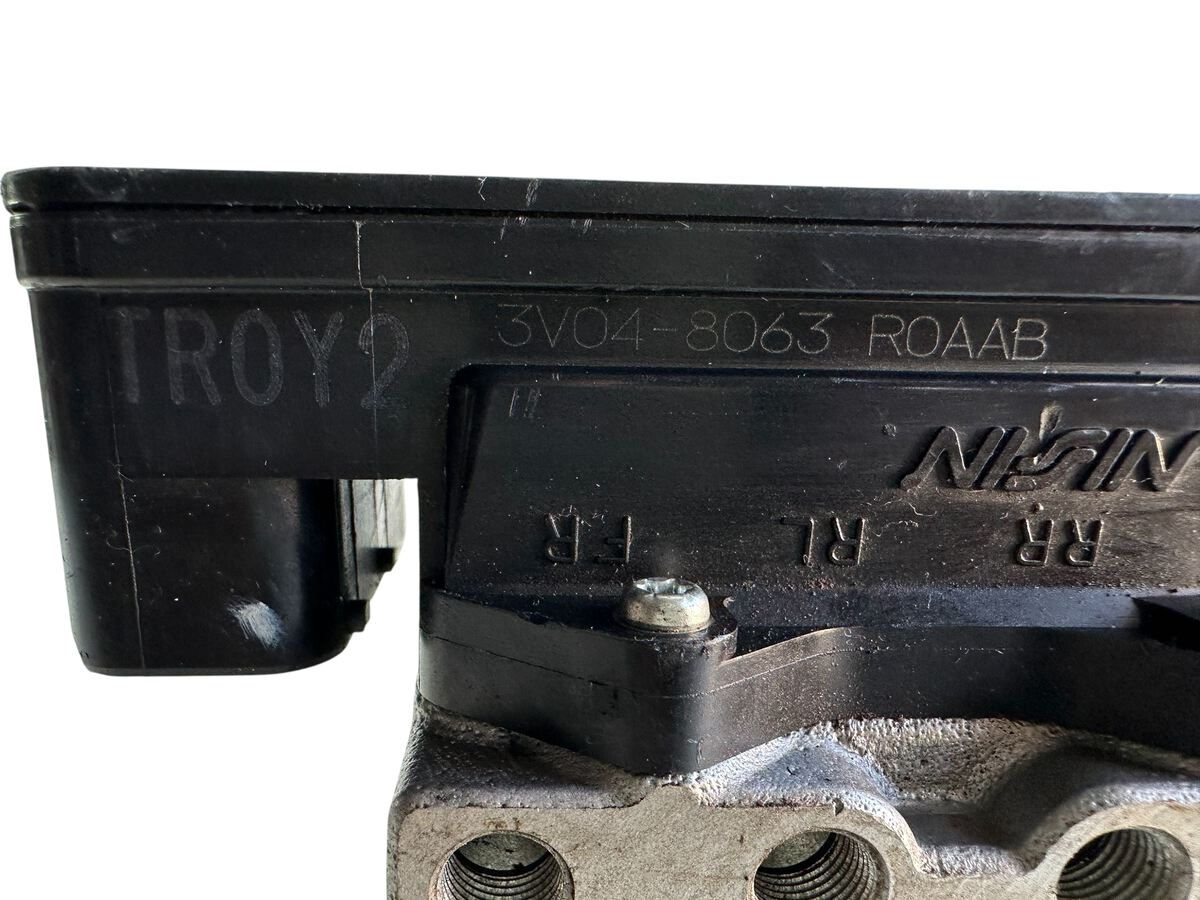 TROY2 3V04-8063 R0AAB
NISIN
FR RL RR